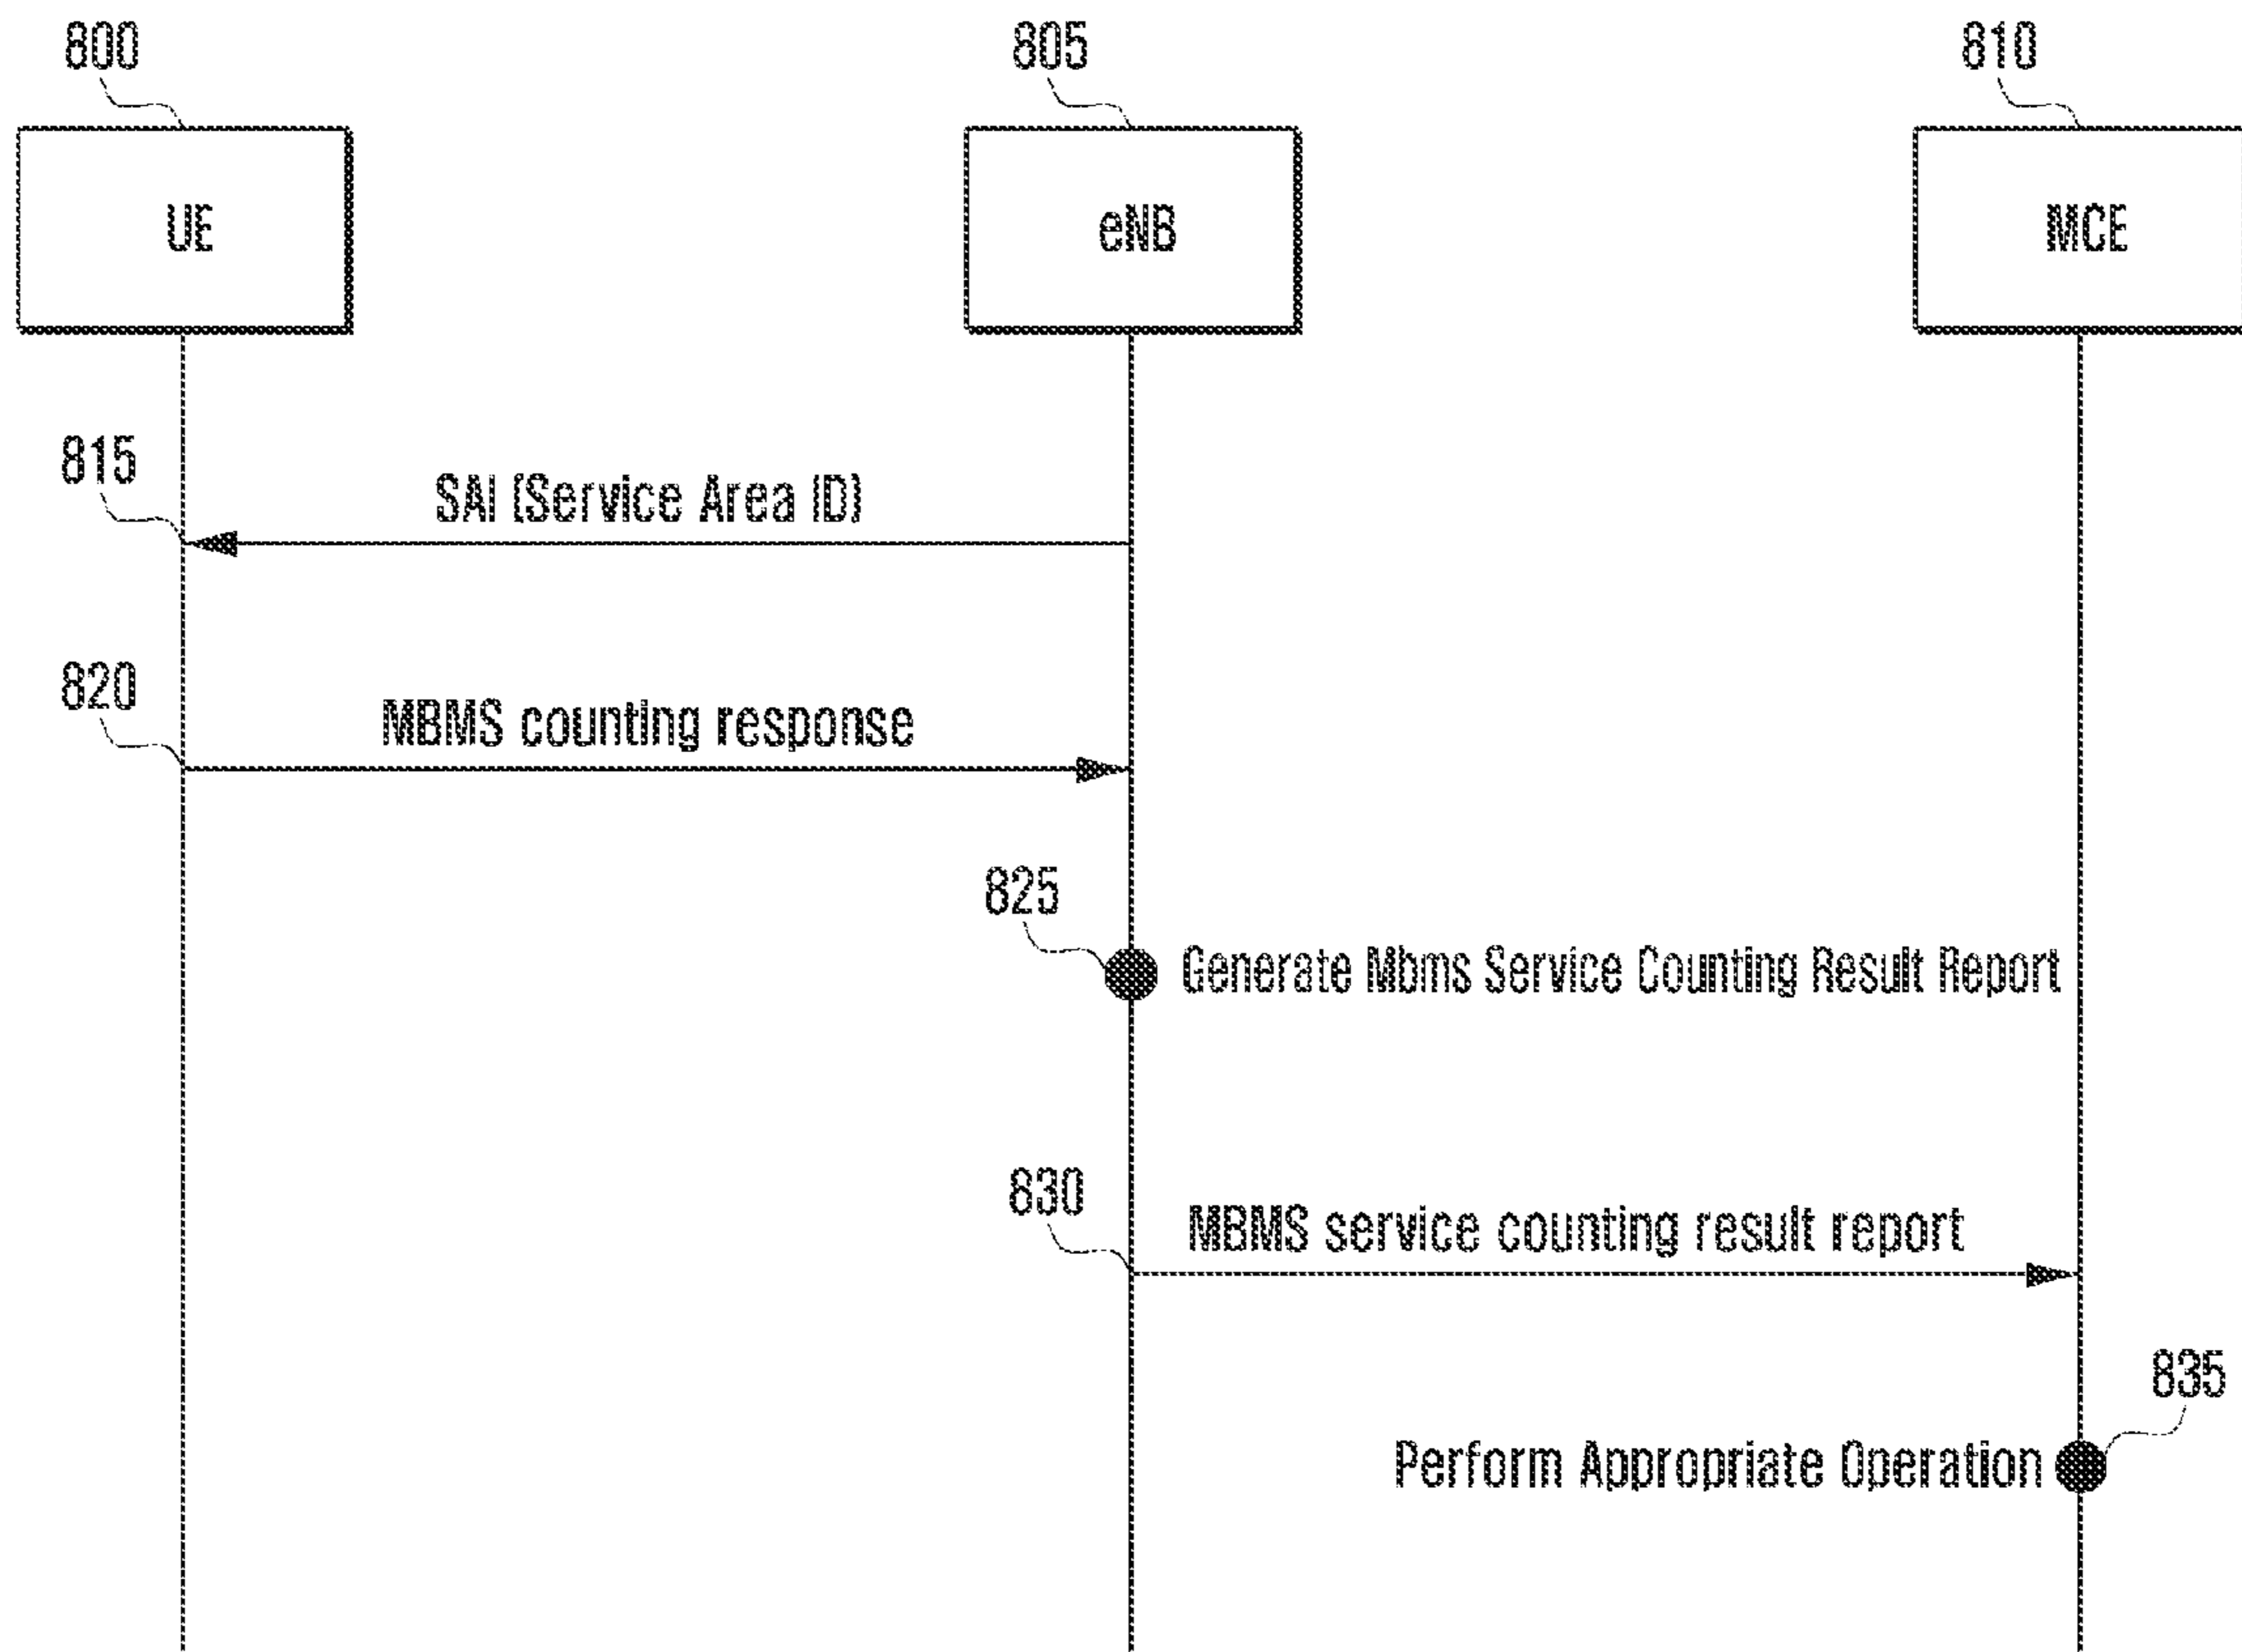 800
805
810
UE
eNB
MCE
815
SAI (Service Area ID)
820
MBMS counting response
825
Generate Mbms Service Counting Result Report
830
MBMS service counting result report
835
Perform Appropriate Operation